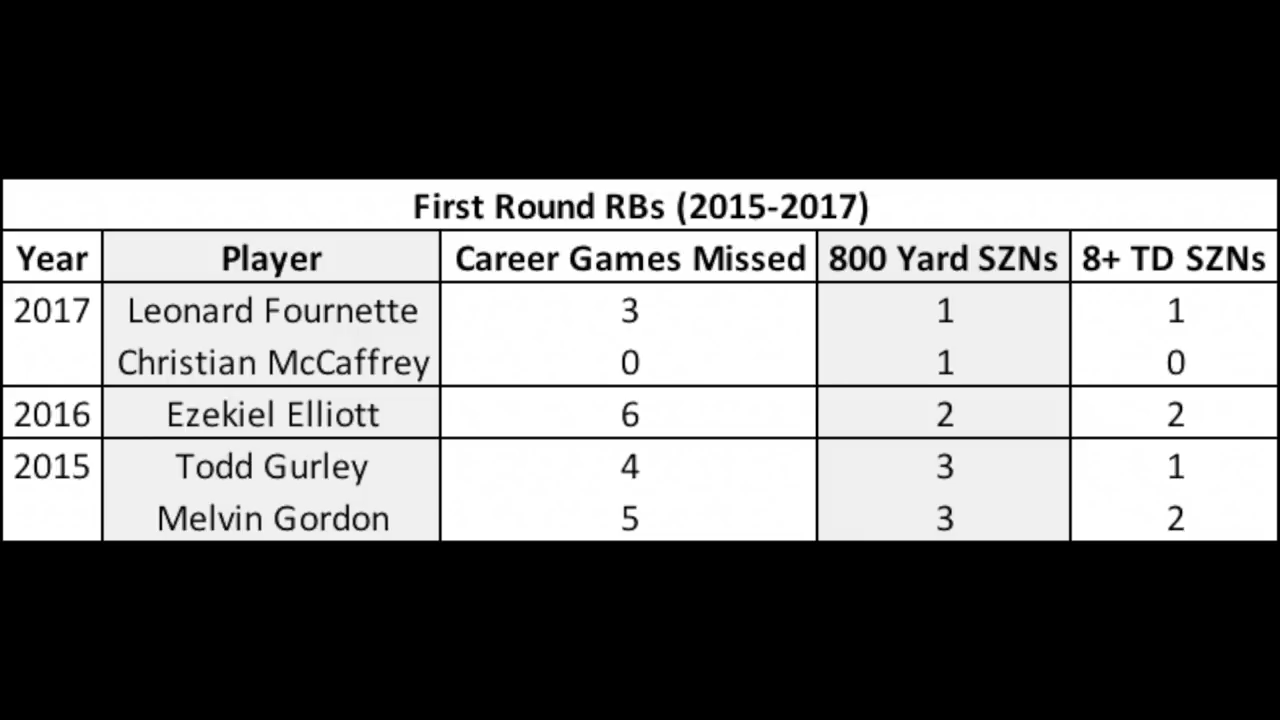 First Round RBs (2015-2017)
Year Player Career Games Missed 800 Yard SZNs 8+ TD SZNs
2017 Leonard Fournette 3 1 1
Christian McCaffrey 0 1 0
2016 Ezekiel Elliott 6 2 2
2015 Todd Gurley 4 3 1
Melvin Gordon 5 3 2